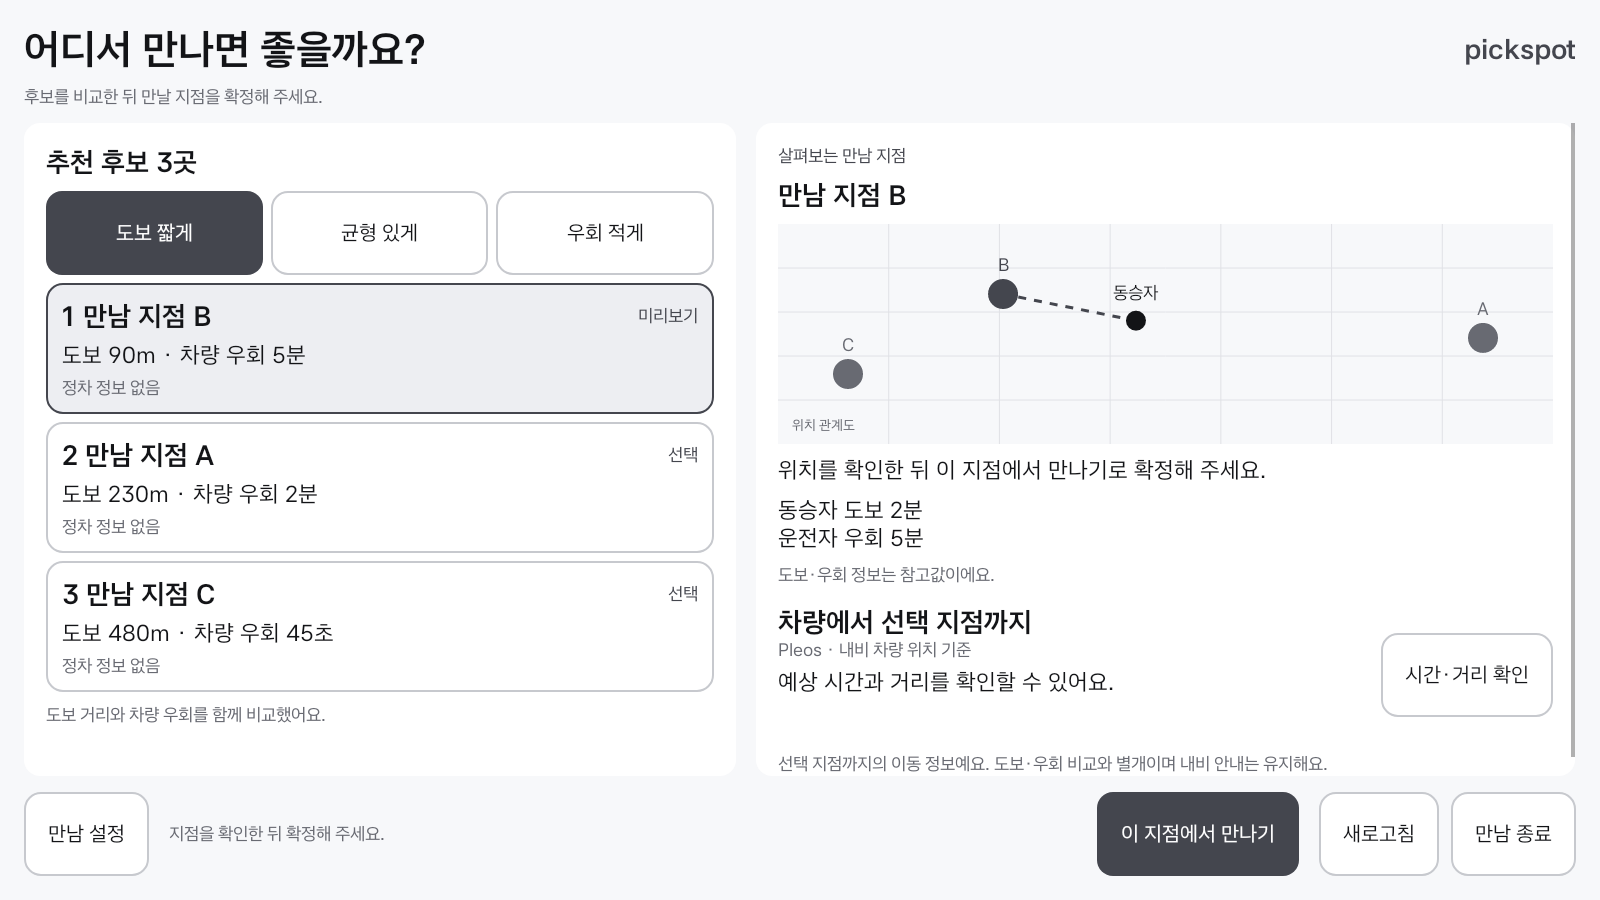 어디서 만나면 좋을까요?
pickspot
후보를 비교한 뒤 만날 지점을 확정해 주세요.
추천 후보 3곳
도보 짧게
균형 있게
우회 적게
1 만남 지점 B
미리보기
도보 90m · 차량 우회 5분
정차 정보 없음
2 만남 지점 A
선택
도보 230m · 차량 우회 2분
정차 정보 없음
3 만남 지점 C
선택
도보 480m · 차량 우회 45초
정차 정보 없음
도보 거리와 차량 우회를 함께 비교했어요.
살펴보는 만남 지점
만남 지점 B
B
동승자
A
C
위치 관계도
위치를 확인한 뒤 이 지점에서 만나기로 확정해 주세요.
동승자 도보 2분
운전자 우회 5분
도보·우회 정보는 참고값이에요.
차량에서 선택 지점까지
Pleos · 내비 차량 위치 기준
예상 시간과 거리를 확인할 수 있어요.
시간·거리 확인
선택 지점까지의 이동 정보예요. 도보·우회 비교와 별개이며 내비 안내는 유지해요.
만남 설정
지점을 확인한 뒤 확정해 주세요.
이 지점에서 만나기
새로고침
만남 종료